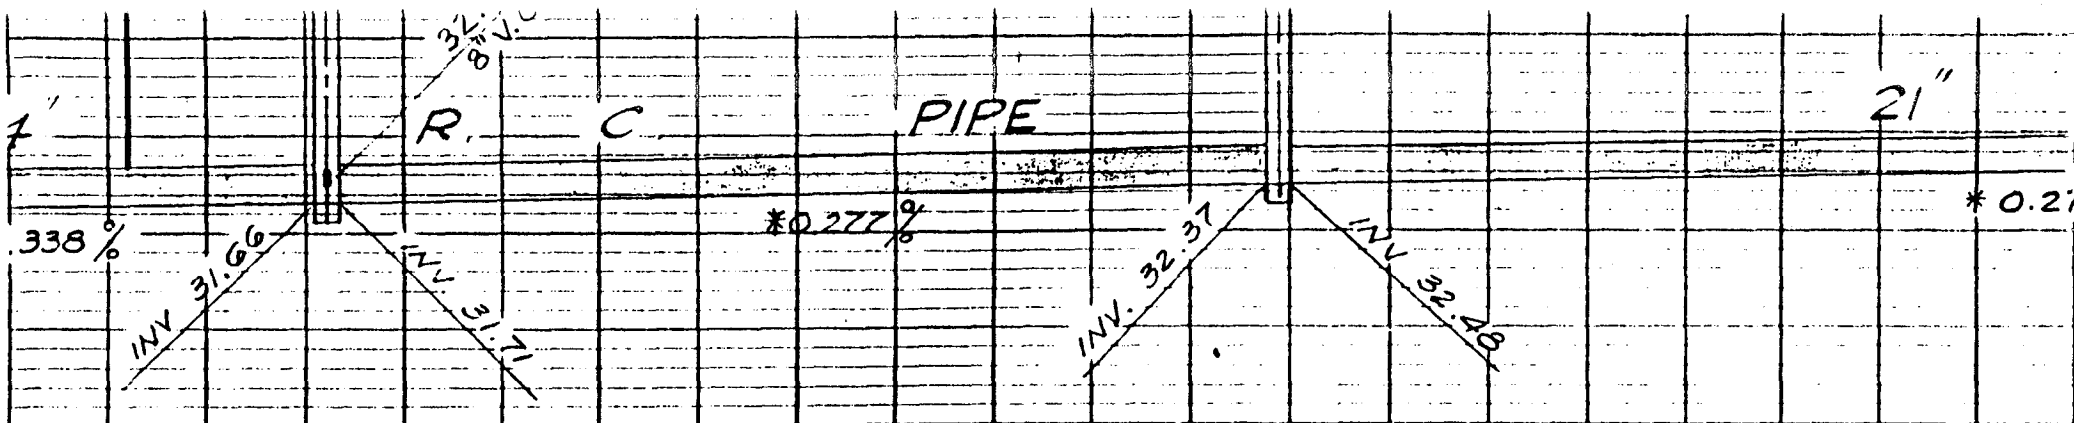 R. C. PIPE
21"
.338 %
*0.277%
* 0.27
INV 31.66
INV. 31.71
INV. 32.37
INV. 32.48
32.
8" V.